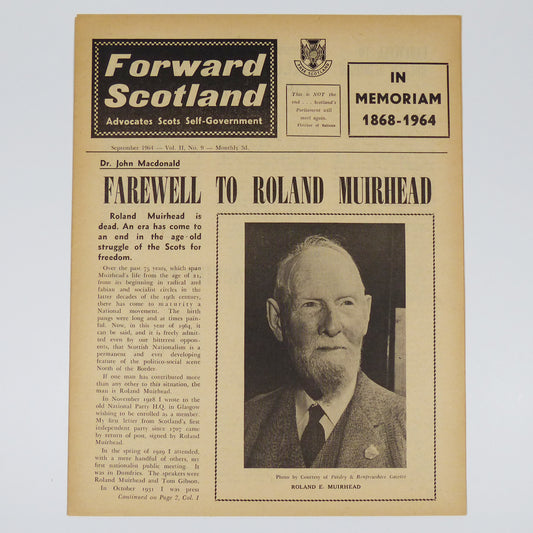 Forward
Scotland
Advocates Scots Self-Government
FREE SCOTLAND
This is NOT the
end . . . Scotland's
Parliament will
meet again.
IN
MEMORIAM
1868-1964
September 1964 — Vol. II, No. 9 — Monthly 3d.
Dr. John Macdonald
FAREWELL TO ROLAND MUIRHEAD
Roland Muirhead is
dead. An era has come to
an end in the age-old
struggle of the Scots for
freedom.
Over the past 75 years, which span
Muirhead's life from the age of 21,
from its beginning in radical and
fabian and socialist circles in the
latter decades of the 19th century,
there has come to maturity a
National movement. The birth
pangs were long and at times pain-
ful. Now, in this year of 1964, it
can be said, and it is freely admit-
ted even by our bitterest oppon-
ents, that Scottish Nationalism is a
permanent and ever developing
feature of the politico-social scene
North of the Border.
If one man has contributed more
than any other to this situation, the
man is Roland Muirhead.
In November 1928 I wrote to the
old National Party H.Q. in Glasgow
wishing to be enrolled as a member.
My first letter from Scotland's first
independent party since 1707 came
by return of post, signed by Roland
Muirhead.
In the spring of 1929 I attended,
with a mere handful of others, my
first nationalist public meeting. It
was in Dumfries. The speakers were
Roland Muirhead and Tom Gibson.
In October 1931 I was press
Continued on Page 2, Col. 1
Photo by Courtesy of Paisley & Renfrewshire Gazette
ROLAND E. MUIRHEAD